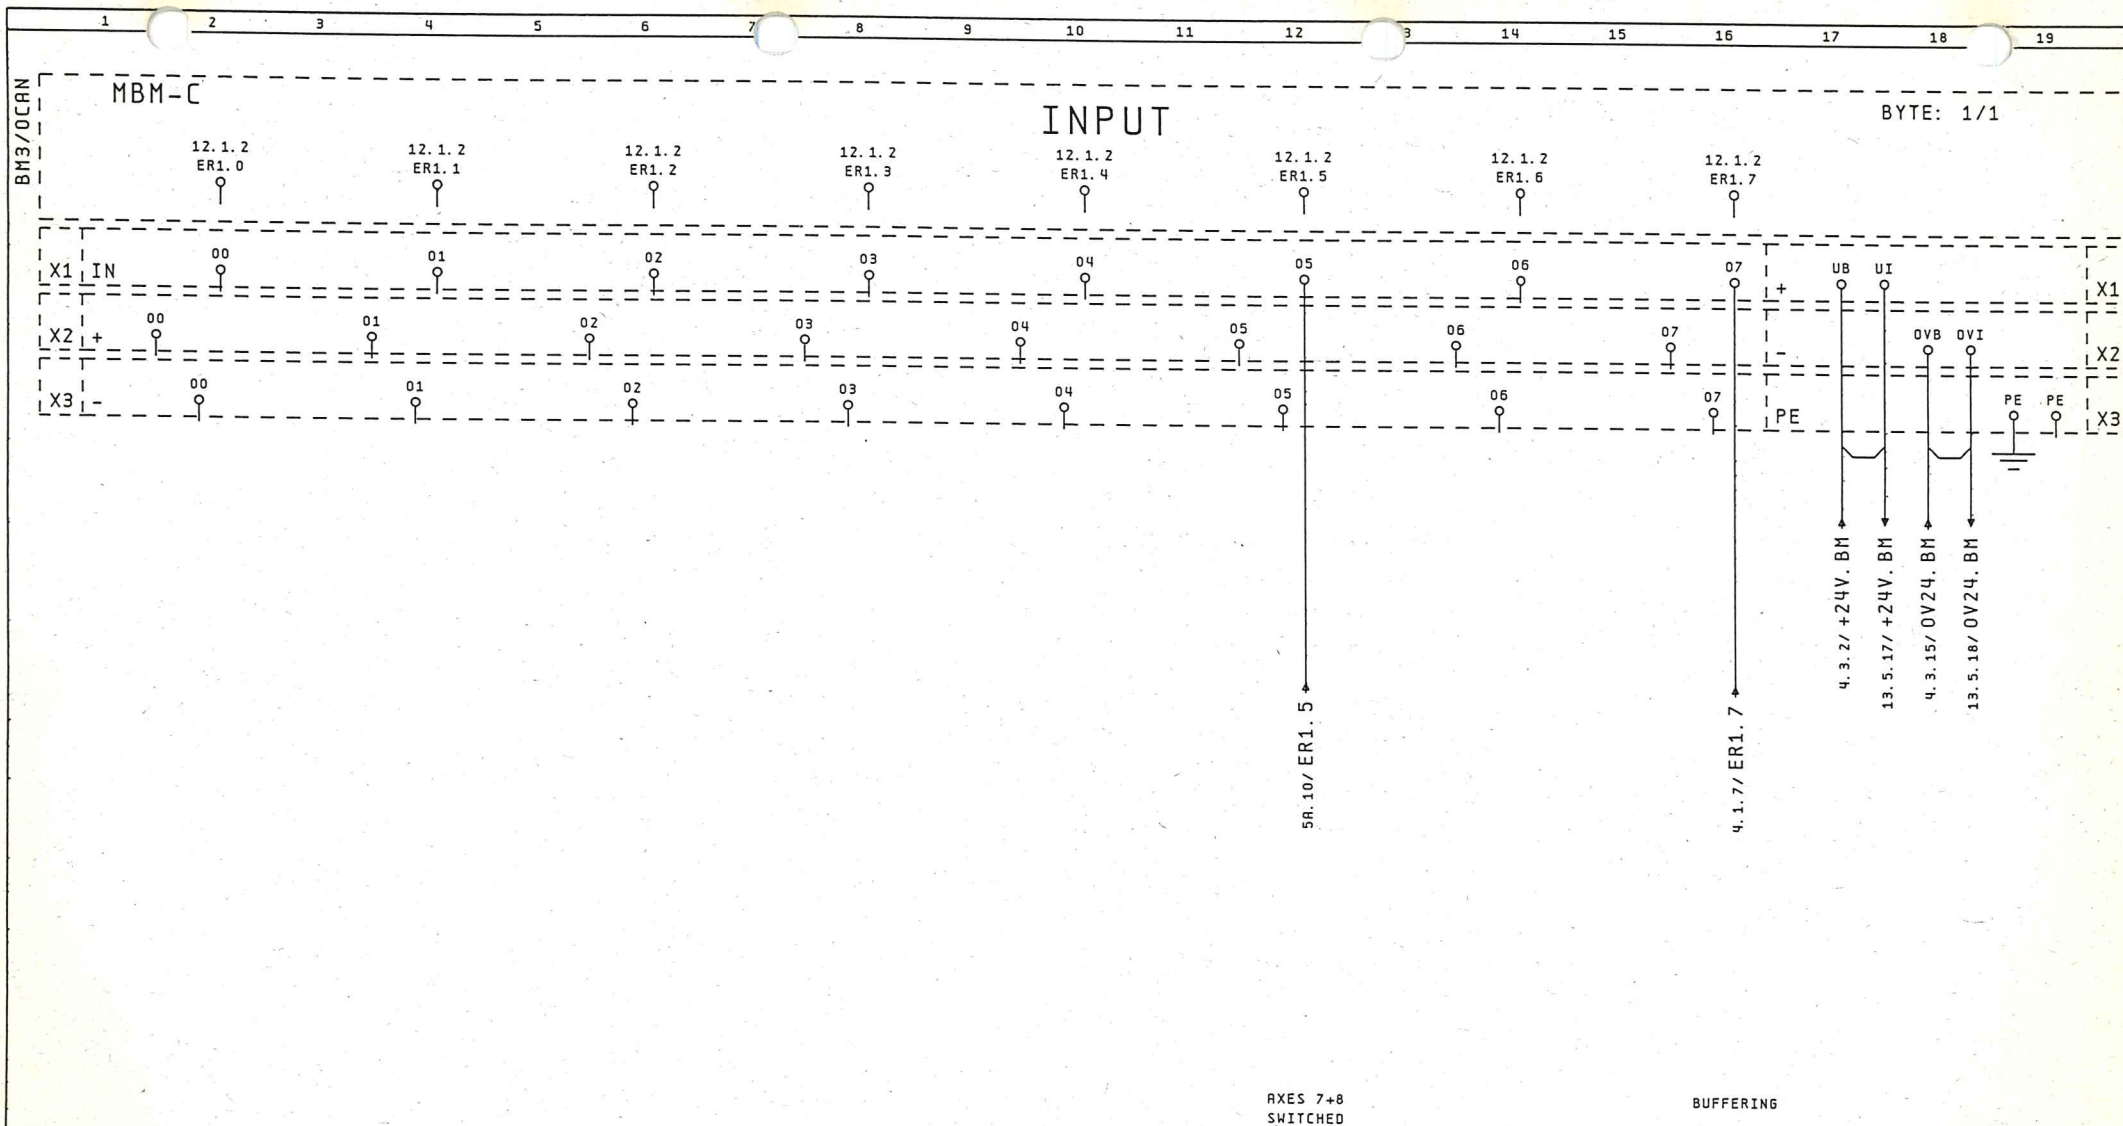 1 2 3 4 5 6 7 8 9 10 11 12 3 14 15 16 17 18 19
BM3/OCAN
MBM-C
INPUT
BYTE: 1/1
12.1.2 12.1.2 12.1.2 12.1.2 12.1.2 12.1.2 12.1.2 12.1.2
ER1.0 ER1.1 ER1.2 ER1.3 ER1.4 ER1.5 ER1.6 ER1.7
00 01 02 03 04 05 06 07 UB UI
X1 IN + X1
00 01 02 03 04 05 06 07 0VB 0VI
X2 + - X2
00 01 02 03 04 05 06 07 PE PE
X3 - PE X3
5A.10/ ER1.5
4.1.7/ ER1.7
4.3.2/ +24V.BM
13.5.17/ +24V.BM
4.3.15/ 0V24.BM
13.5.18/ 0V24.BM
AXES 7+8
SWITCHED
BUFFERING